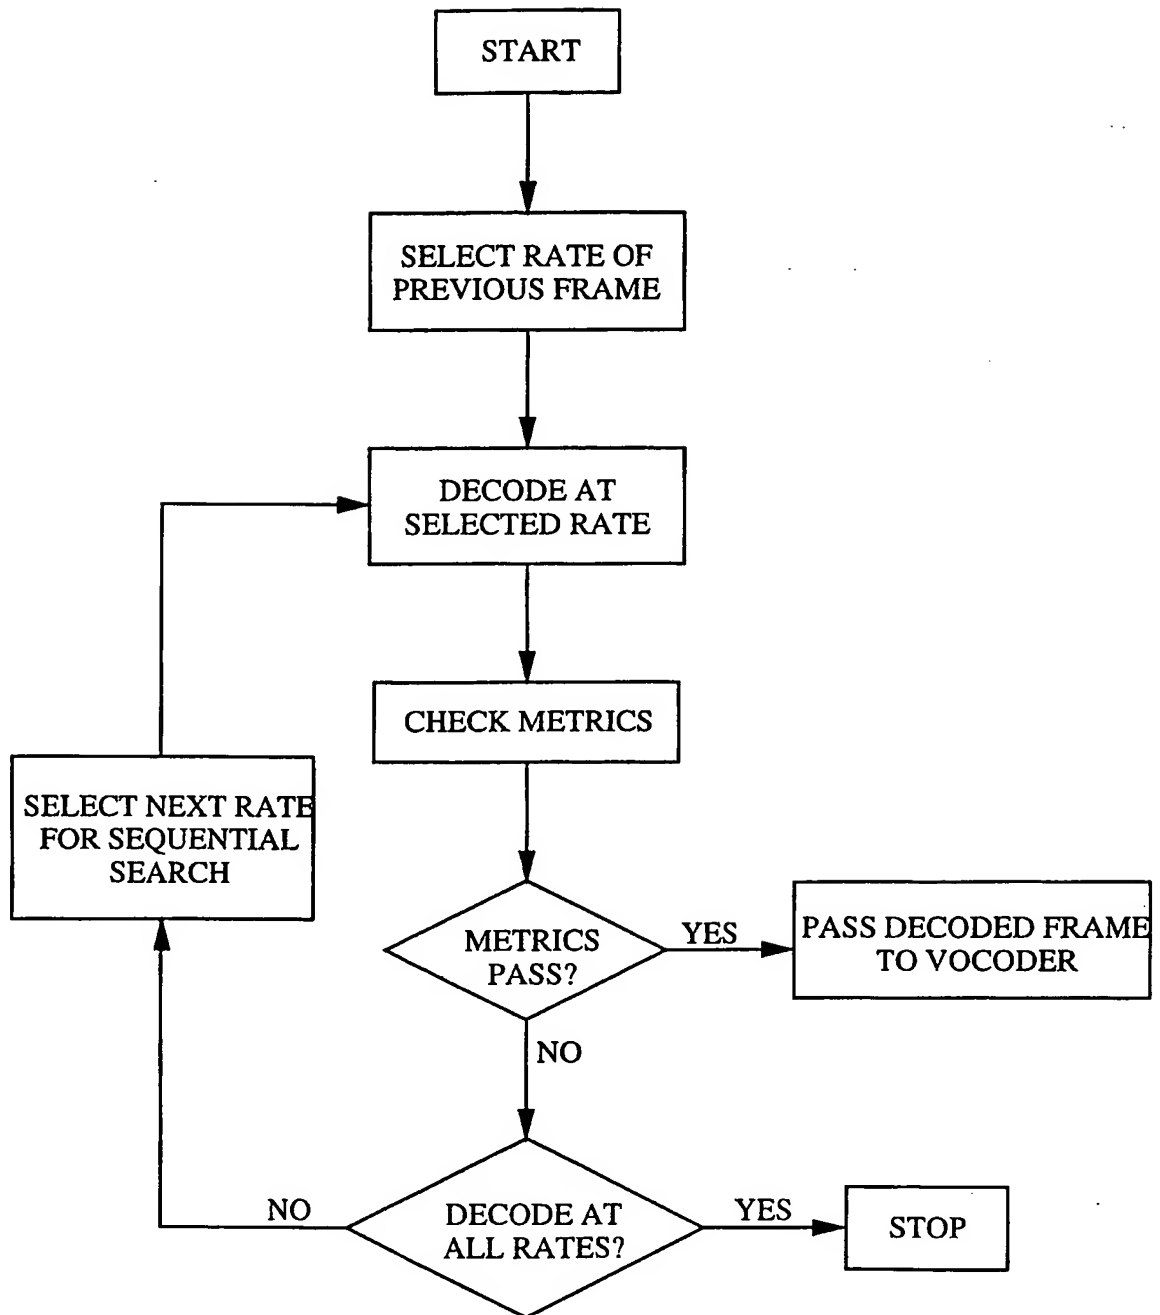 START
SELECT RATE OF
PREVIOUS FRAME
DECODE AT
SELECTED RATE
CHECK METRICS
SELECT NEXT RATE
FOR SEQUENTIAL
SEARCH
METRICS
PASS?
YES
PASS DECODED FRAME
TO VOCODER
NO
DECODE AT
ALL RATES?
NO
YES
STOP